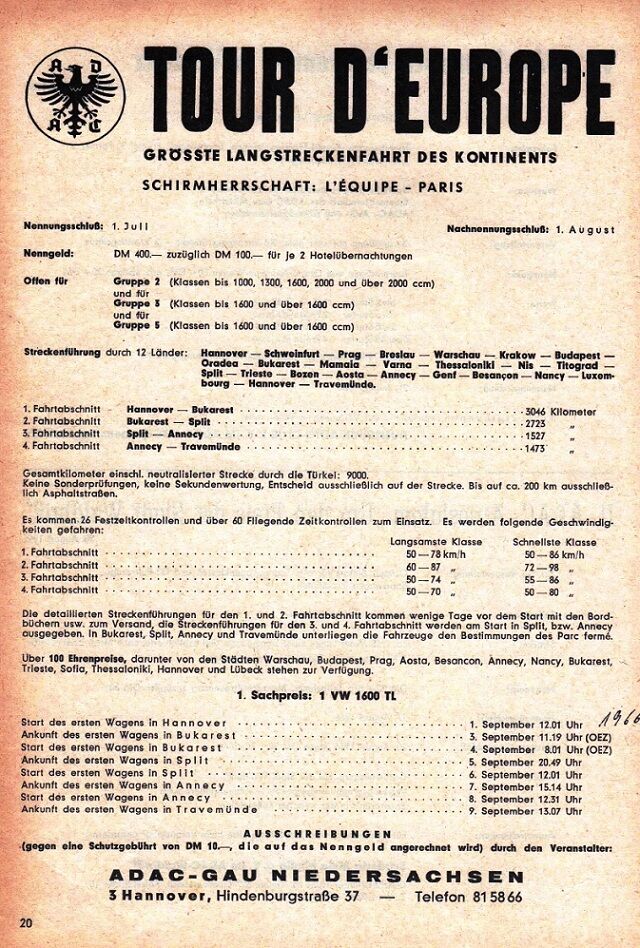 A D A C
TOUR D'EUROPE
GRÖSSTE LANGSTRECKENFAHRT DES KONTINENTS
SCHIRMHERRSCHAFT: L'ÉQUIPE – PARIS
Nennungsschluß: 1. Juli Nachnennungsschluß: 1. August
Nenngeld: DM 400.— zuzüglich DM 100.— für je 2 Hotelübernachtungen
Offen für Gruppe 2 (Klassen bis 1000, 1300, 1600, 2000 und über 2000 ccm)
und für
Gruppe 3 (Klassen bis 1600 und über 1600 ccm)
und für
Gruppe 5 (Klassen bis 1600 und über 1600 ccm)
Streckenführung durch 12 Länder: Hannover — Schweinfurt — Prag — Breslau — Warschau — Krakow — Budapest —
Oradea — Bukarest — Mamaia — Varna — Thessaloniki — Nis — Titograd —
Split — Trieste — Bozen — Aosta — Annecy — Genf — Besançon — Nancy — Luxem-
bourg — Hannover — Travemünde.
1. Fahrtabschnitt Hannover — Bukarest 3046 Kilometer
2. Fahrtabschnitt Bukarest — Split 2723 „
3. Fahrtabschnitt Split — Annecy 1527 „
4. Fahrtabschnitt Annecy — Travemünde 1473 „
Gesamtkilometer einschl. neutralisierter Strecke durch die Türkei: 9000.
Keine Sonderprüfungen, keine Sekundenwertung, Entscheid ausschließlich auf der Strecke. Bis auf ca. 200 km ausschließ-
lich Asphaltstraßen.
Es kommen 26 Festzeitkontrollen und über 60 Fliegende Zeitkontrollen zum Einsatz. Es werden folgende Geschwindig-
keiten gefahren:
Langsamste Klasse Schnellste Klasse
1. Fahrtabschnitt 50 — 78 km/h 50 — 86 km/h
2. Fahrtabschnitt 60 — 87 „ 72 — 98 „
3. Fahrtabschnitt 50 — 74 „ 55 — 86 „
4. Fahrtabschnitt 50 — 70 „ 50 — 80 „
Die detaillierten Streckenführungen für den 1. und 2. Fahrtabschnitt kommen wenige Tage vor dem Start mit den Bord-
büchern usw. zum Versand, die Streckenführungen für den 3. und 4. Fahrtabschnitt werden am Start in Split, bzw. Annecy
ausgegeben. In Bukarest, Split, Annecy und Travemünde unterliegen die Fahrzeuge den Bestimmungen des Parc fermé.
Über 100 Ehrenpreise, darunter von den Städten Warschau, Budapest, Prag, Aosta, Besancon, Annecy, Nancy, Bukarest,
Trieste, Sofia, Thessaloniki, Hannover und Lübeck stehen zur Verfügung.
1. Sachpreis: 1 VW 1600 TL
1966
Start des ersten Wagens in Hannover 1. September 12.01 Uhr
Ankunft des ersten Wagens in Bukarest 3. September 11.19 Uhr (OEZ)
Start des ersten Wagens in Bukarest 4. September 8.01 Uhr (OEZ)
Ankunft des ersten Wagens in Split 5. September 20.49 Uhr
Start des ersten Wagens in Split 6. September 12.01 Uhr
Ankunft des ersten Wagens in Annecy 7. September 15.14 Uhr
Start des ersten Wagens in Annecy 8. September 12.31 Uhr
Ankunft des ersten Wagens in Travemünde 9. September 13.07 Uhr
AUSSCHREIBUNGEN
(gegen eine Schutzgebührt von DM 10.—, die auf das Nenngeld angerechnet wird) durch den Veranstalter:
ADAC-GAU NIEDERSACHSEN
3 Hannover, Hindenburgstraße 37 — Telefon 81 58 66
20